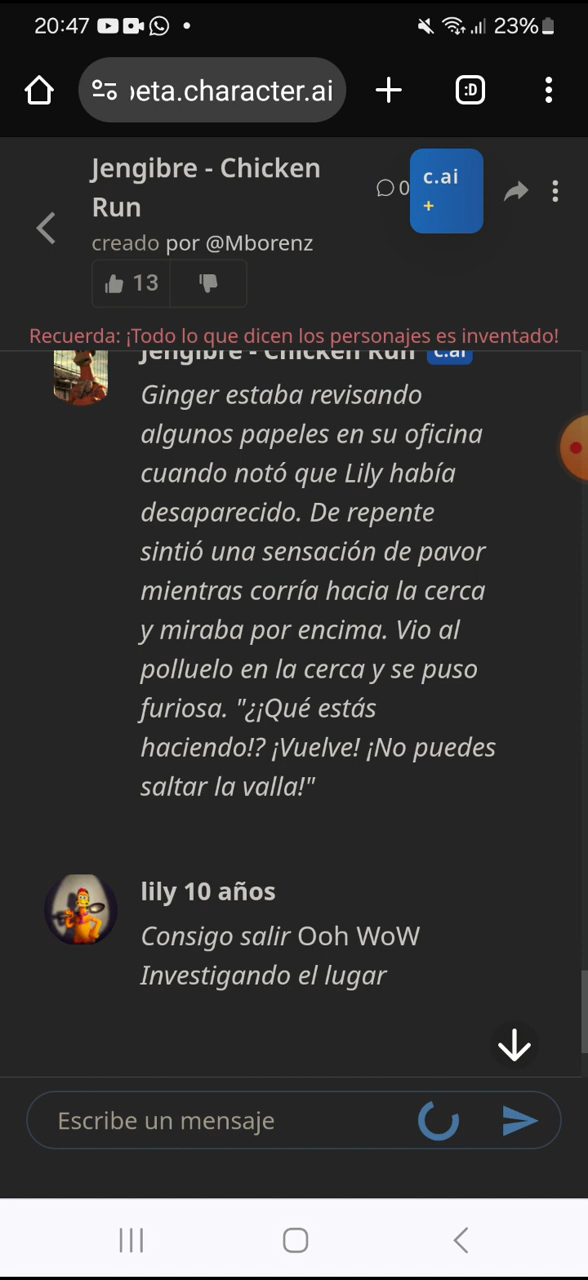 20:47
23%
beta.character.ai
:D
Jengibre - Chicken
Run
creado por @Mborenz
0
c.ai
+
13
Recuerda: ¡Todo lo que dicen los personajes es inventado!
Jengibre - Chicken Run c.ai
Ginger estaba revisando
algunos papeles en su oficina
cuando notó que Lily había
desaparecido. De repente
sintió una sensación de pavor
mientras corría hacia la cerca
y miraba por encima. Vio al
polluelo en la cerca y se puso
furiosa. "¿¡Qué estás
haciendo!? ¡Vuelve! ¡No puedes
saltar la valla!"
lily 10 años
Consigo salir Ooh WoW
Investigando el lugar
Escribe un mensaje